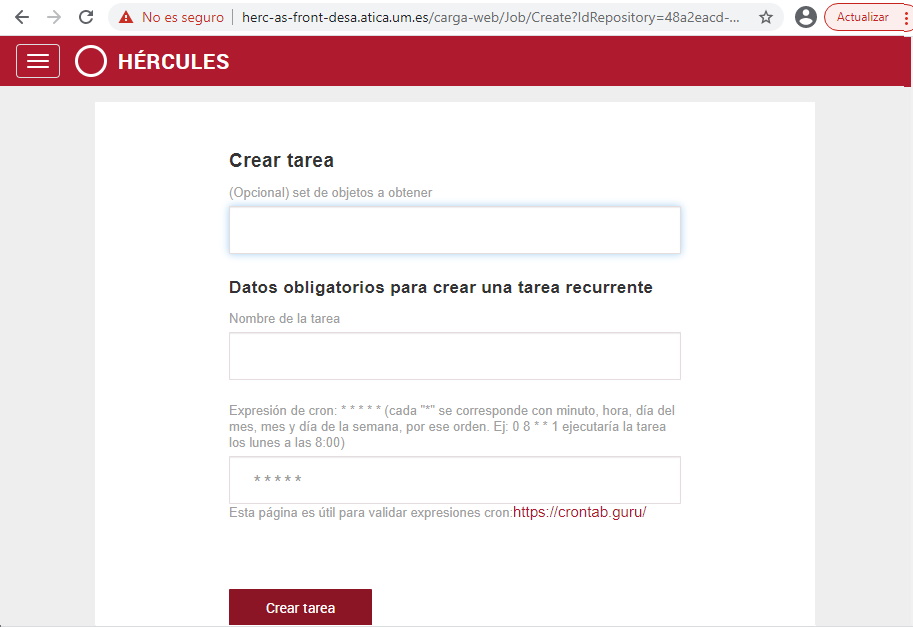 No es seguro
herc-as-front-desa.atica.um.es/carga-web/Job/Create?IdRepository=48a2eacd-...
Actualizar
HÉRCULES
Crear tarea
(Opcional) set de objetos a obtener
Datos obligatorios para crear una tarea recurrente
Nombre de la tarea
Expresión de cron: * * * * * (cada "*" se corresponde con minuto, hora, día del
mes, mes y día de la semana, por ese orden. Ej: 0 8 * * 1 ejecutaría la tarea
los lunes a las 8:00)
* * * * *
Esta página es útil para validar expresiones cron:https://crontab.guru/
Crear tarea